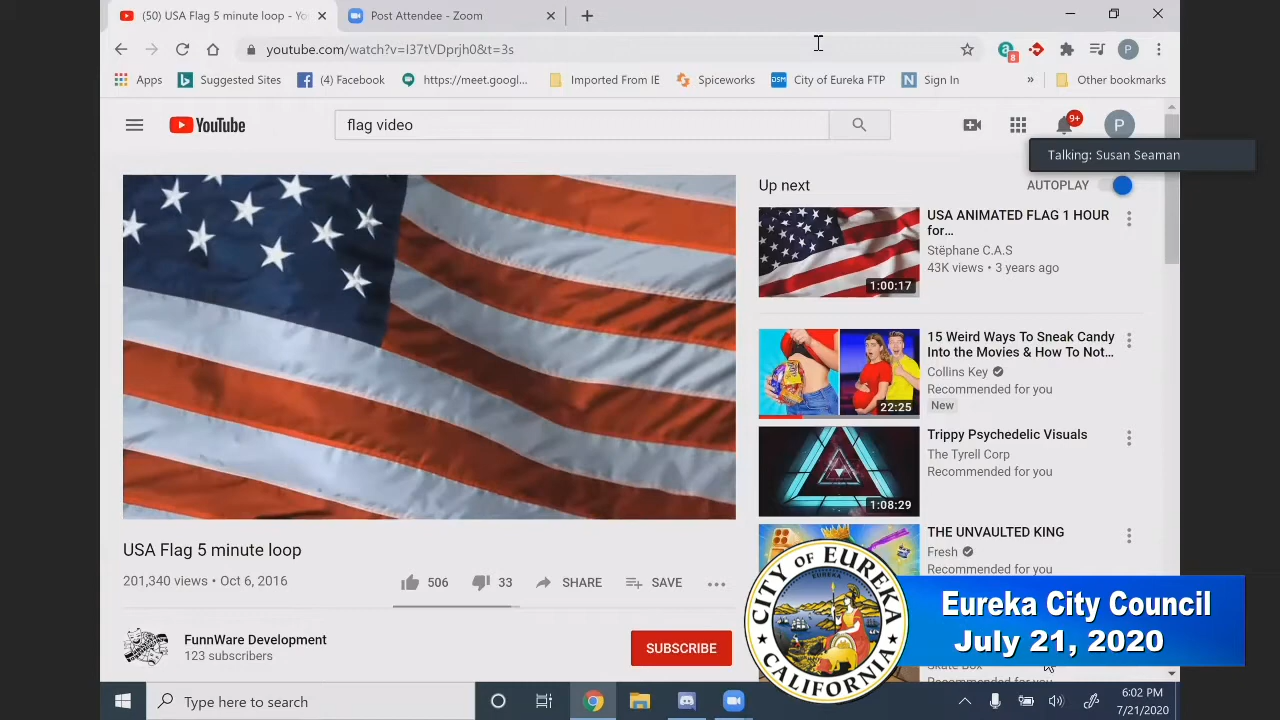 (50) USA Flag 5 minute loop - Yo
Post Attendee - Zoom
youtube.com/watch?v=I37tVDprjh0&t=3s
8
P
Apps
Suggested Sites
(4) Facebook
https://meet.googl...
Imported From IE
Spiceworks
DSM
City of Eureka FTP
N
Sign In
»
Other bookmarks
YouTube
flag video
9+
P
Talking: Susan Seaman
Up next
AUTOPLAY
USA ANIMATED FLAG 1 HOUR
for...
Stëphane C.A.S
43K views • 3 years ago
1:00:17
15 Weird Ways To Sneak Candy
Into the Movies & How To Not...
Collins Key
Recommended for you
New
22:25
Trippy Psychedelic Visuals
The Tyrell Corp
Recommended for you
1:08:29
THE UNVAULTED KING
Fresh
Recommended for you
USA Flag 5 minute loop
201,340 views • Oct 6, 2016
506
33
SHARE
SAVE
FunnWare Development
123 subscribers
SUBSCRIBE
CITY OF EUREKA
EUREKA
CALIFORNIA
Eureka City Council
July 21, 2020
Type here to search
6:02 PM
7/21/2020